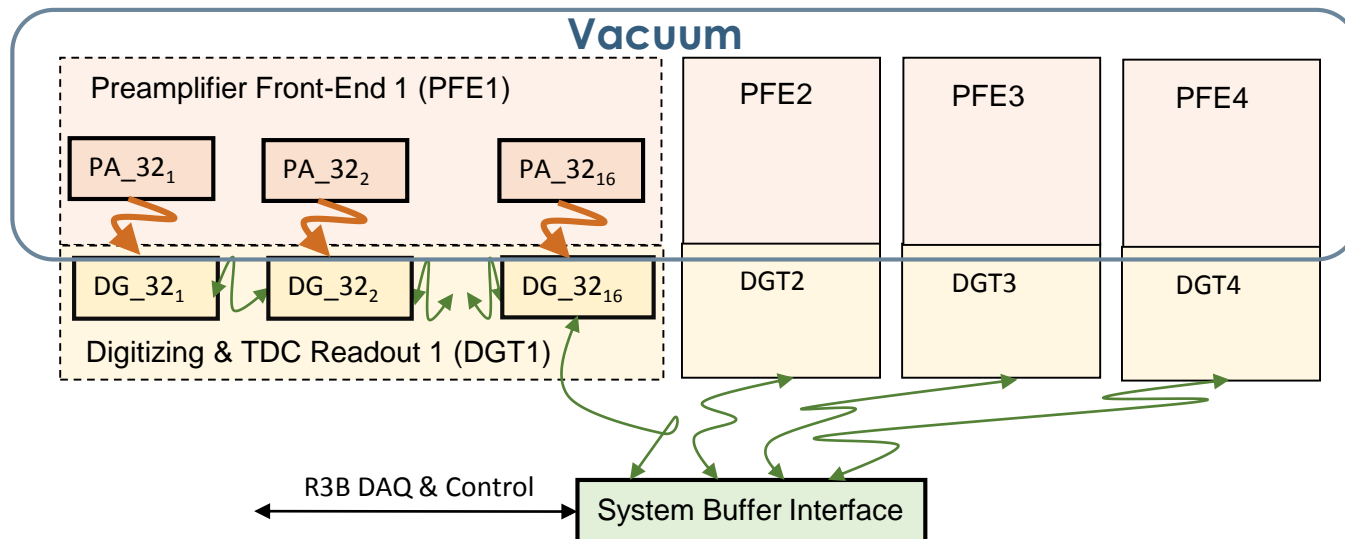 Vacuum
Preamplifier Front-End 1 (PFE1)
PFE2
PFE3
PFE4
PA_32₁
PA_32₂
PA_32₁₆
DG_32₁
DG_32₂
DG_32₁₆
DGT2
DGT3
DGT4
Digitizing & TDC Readout 1 (DGT1)
R3B DAQ & Control
System Buffer Interface